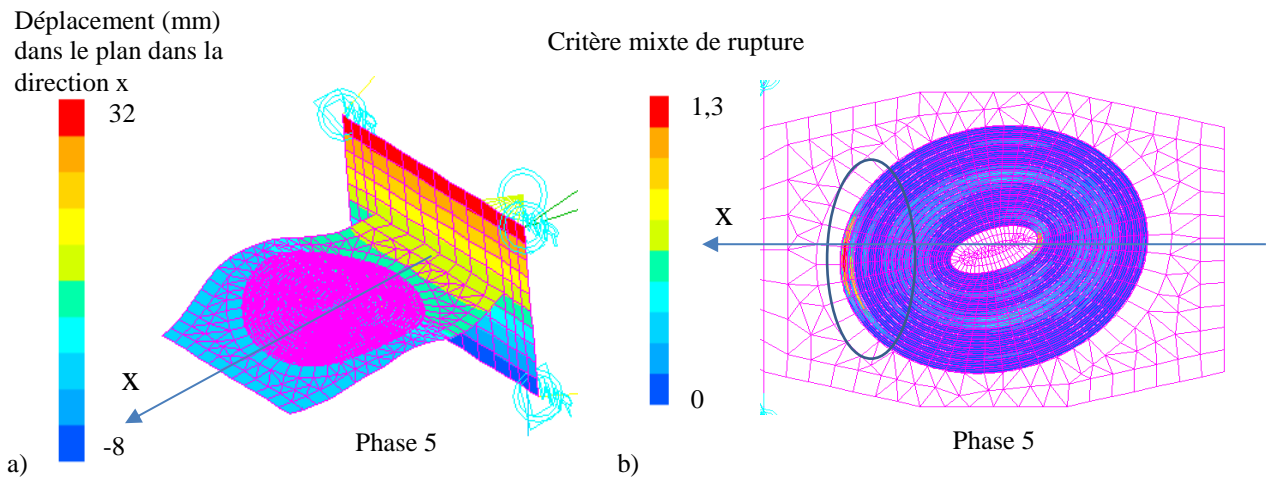 Déplacement (mm)
dans le plan dans la
direction x
32
-8
x
Phase 5
a)
Critère mixte de rupture
1,3
0
x
Phase 5
b)